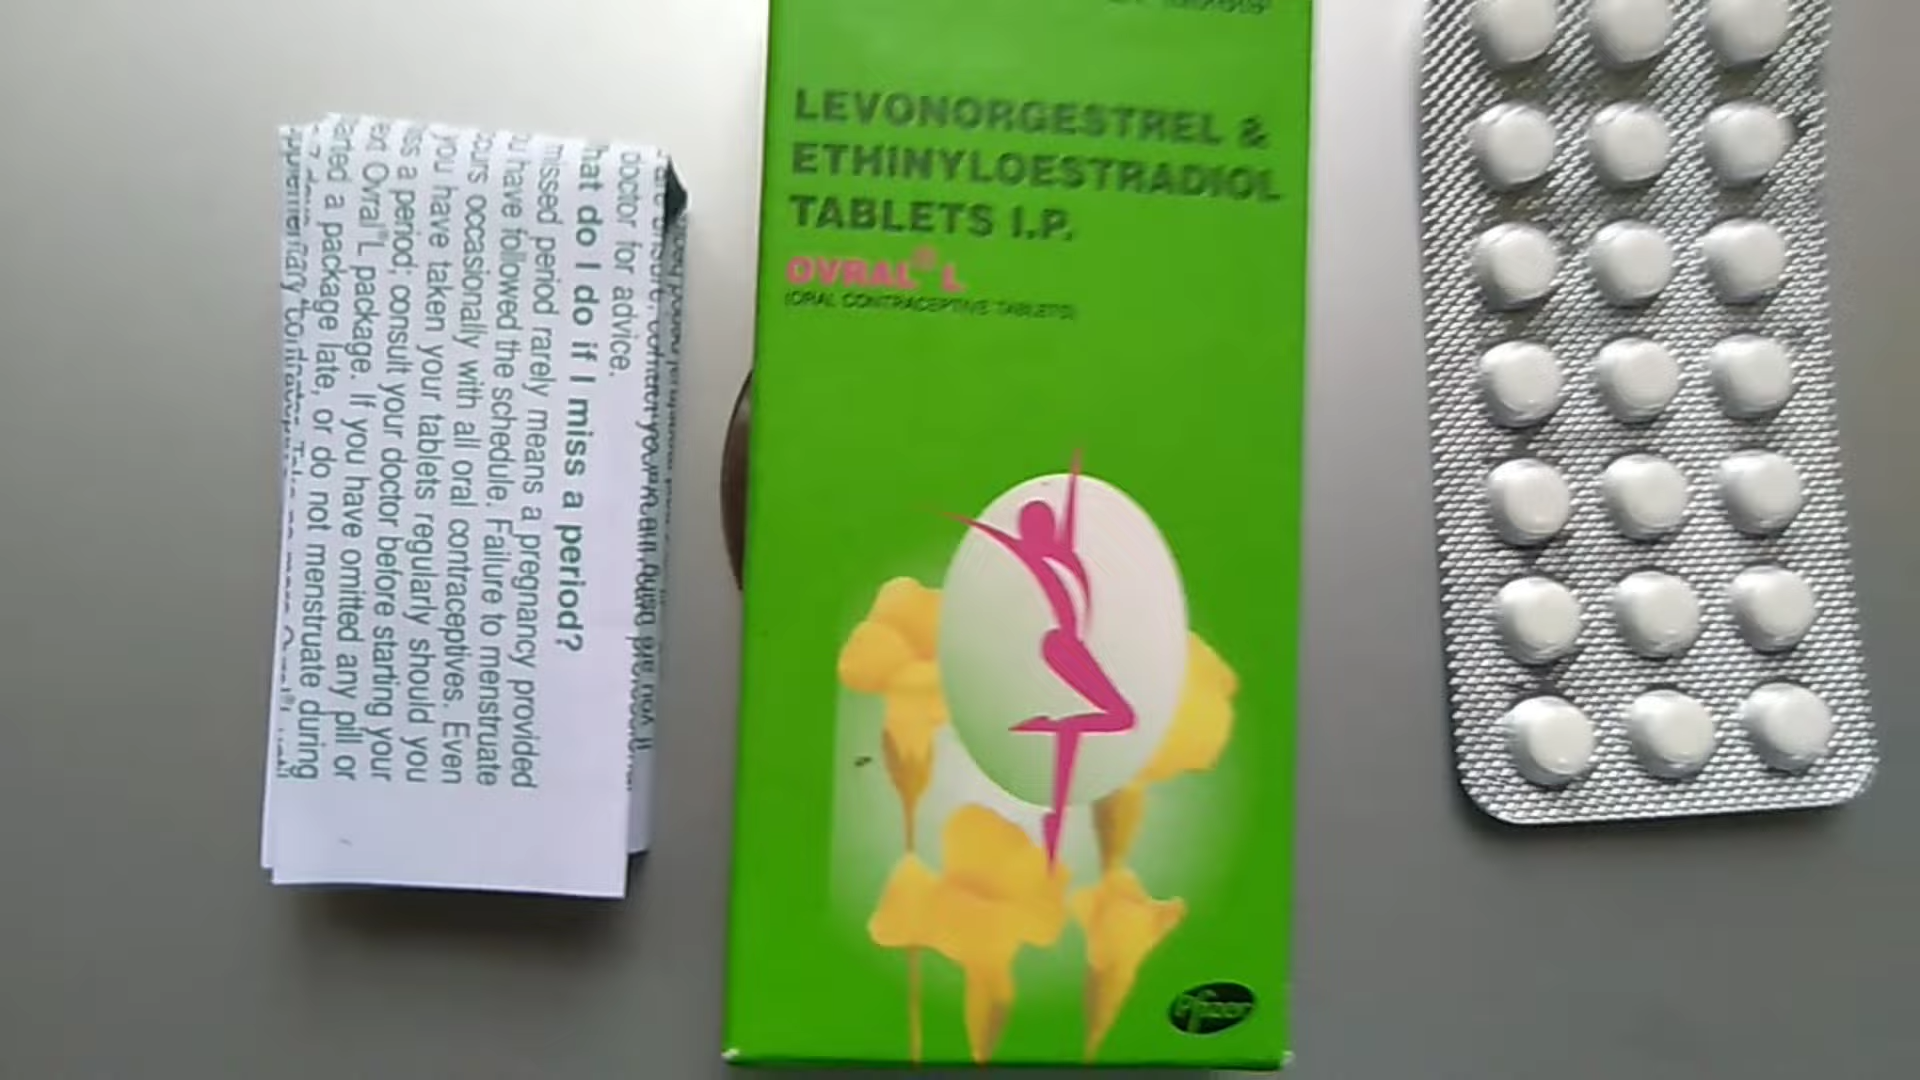 doctor for advice.
hat do I do if I miss a period?
missed period rarely means a pregnancy provided
u have followed the schedule. Failure to menstruate
curs occasionally with all oral contraceptives. Even
you have taken your tablets regularly should you
ss a period; consult your doctor before starting your
Ovral®L package. If you have omitted any pill or
arted a package late, or do not menstruate during
LEVONORGESTREL &
ETHINYLOESTRADIOL
TABLETS I.P.
OVRAL® L
(ORAL CONTRACEPTIVE TABLETS)
Pfizer